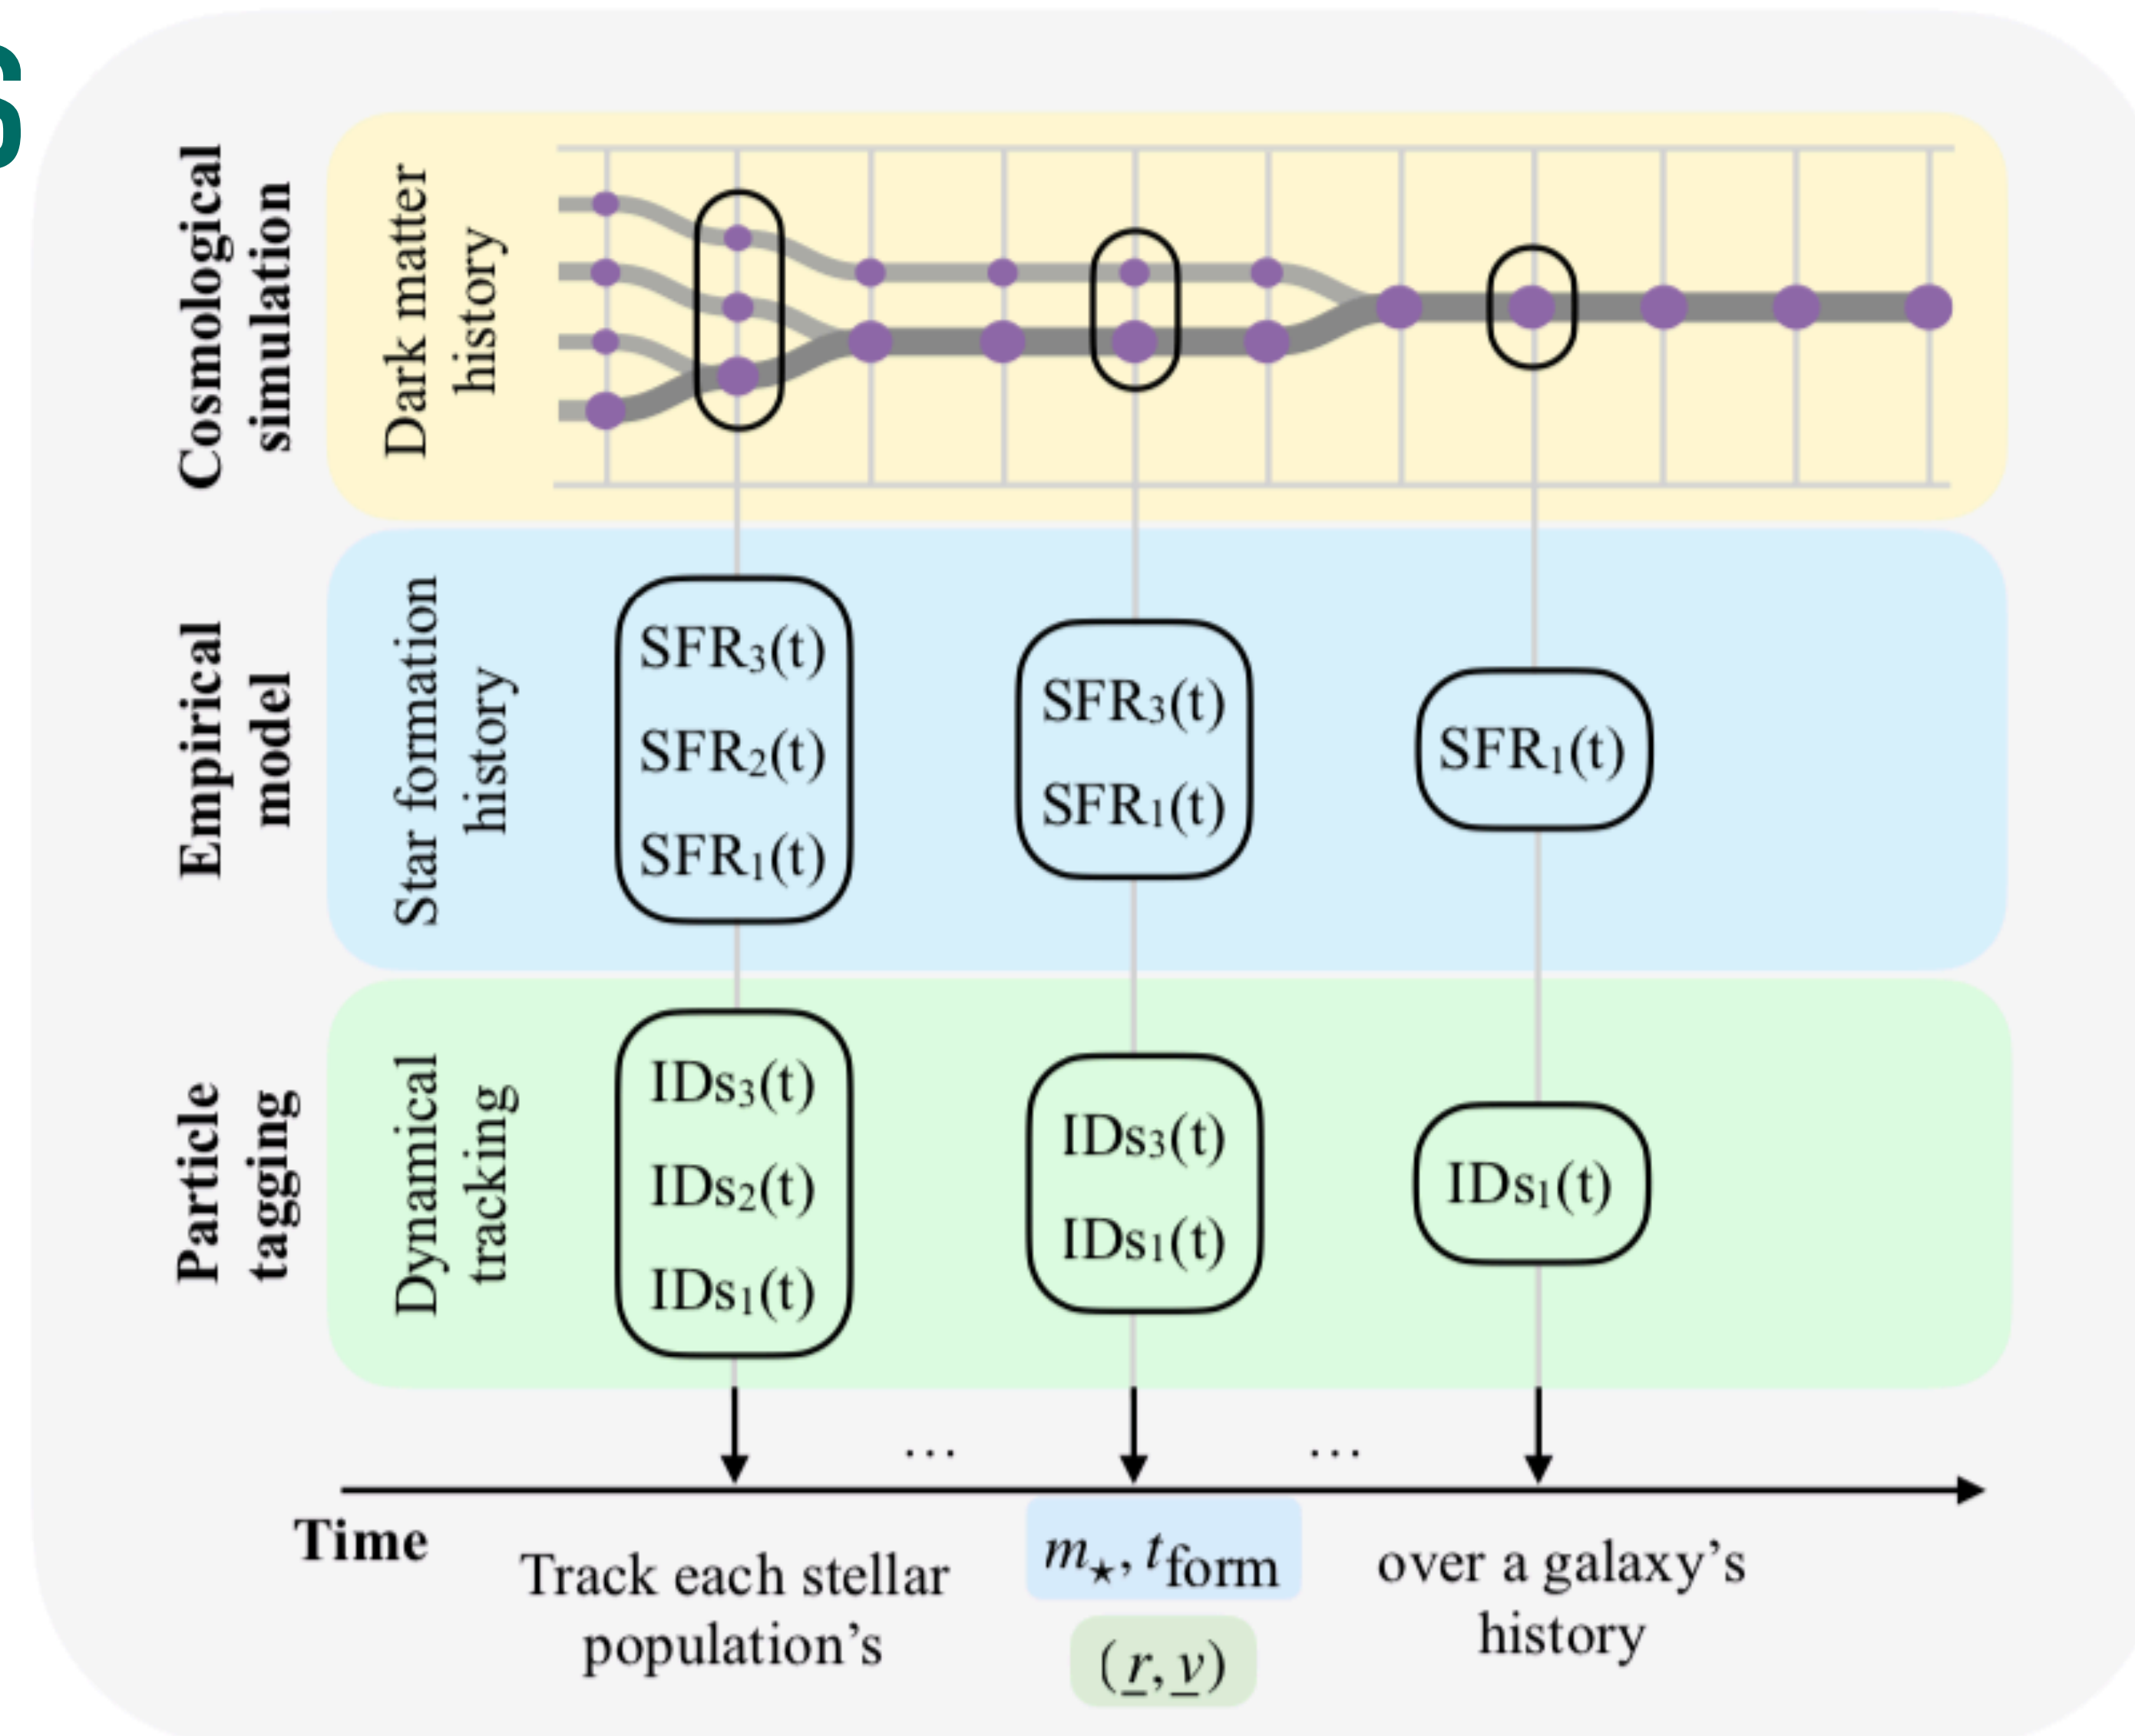 Cosmological
simulation
Dark matter
history
Empirical
model
Star formation
history
SFR₃(t)
SFR₂(t)
SFR₁(t)
SFR₃(t)
SFR₁(t)
SFR₁(t)
Particle
tagging
Dynamical
tracking
IDs₃(t)
IDs₂(t)
IDs₁(t)
IDs₃(t)
IDs₁(t)
IDs₁(t)
...
...
Time
Track each stellar
population's
m⋆, tform
(r, v)
over a galaxy's
history